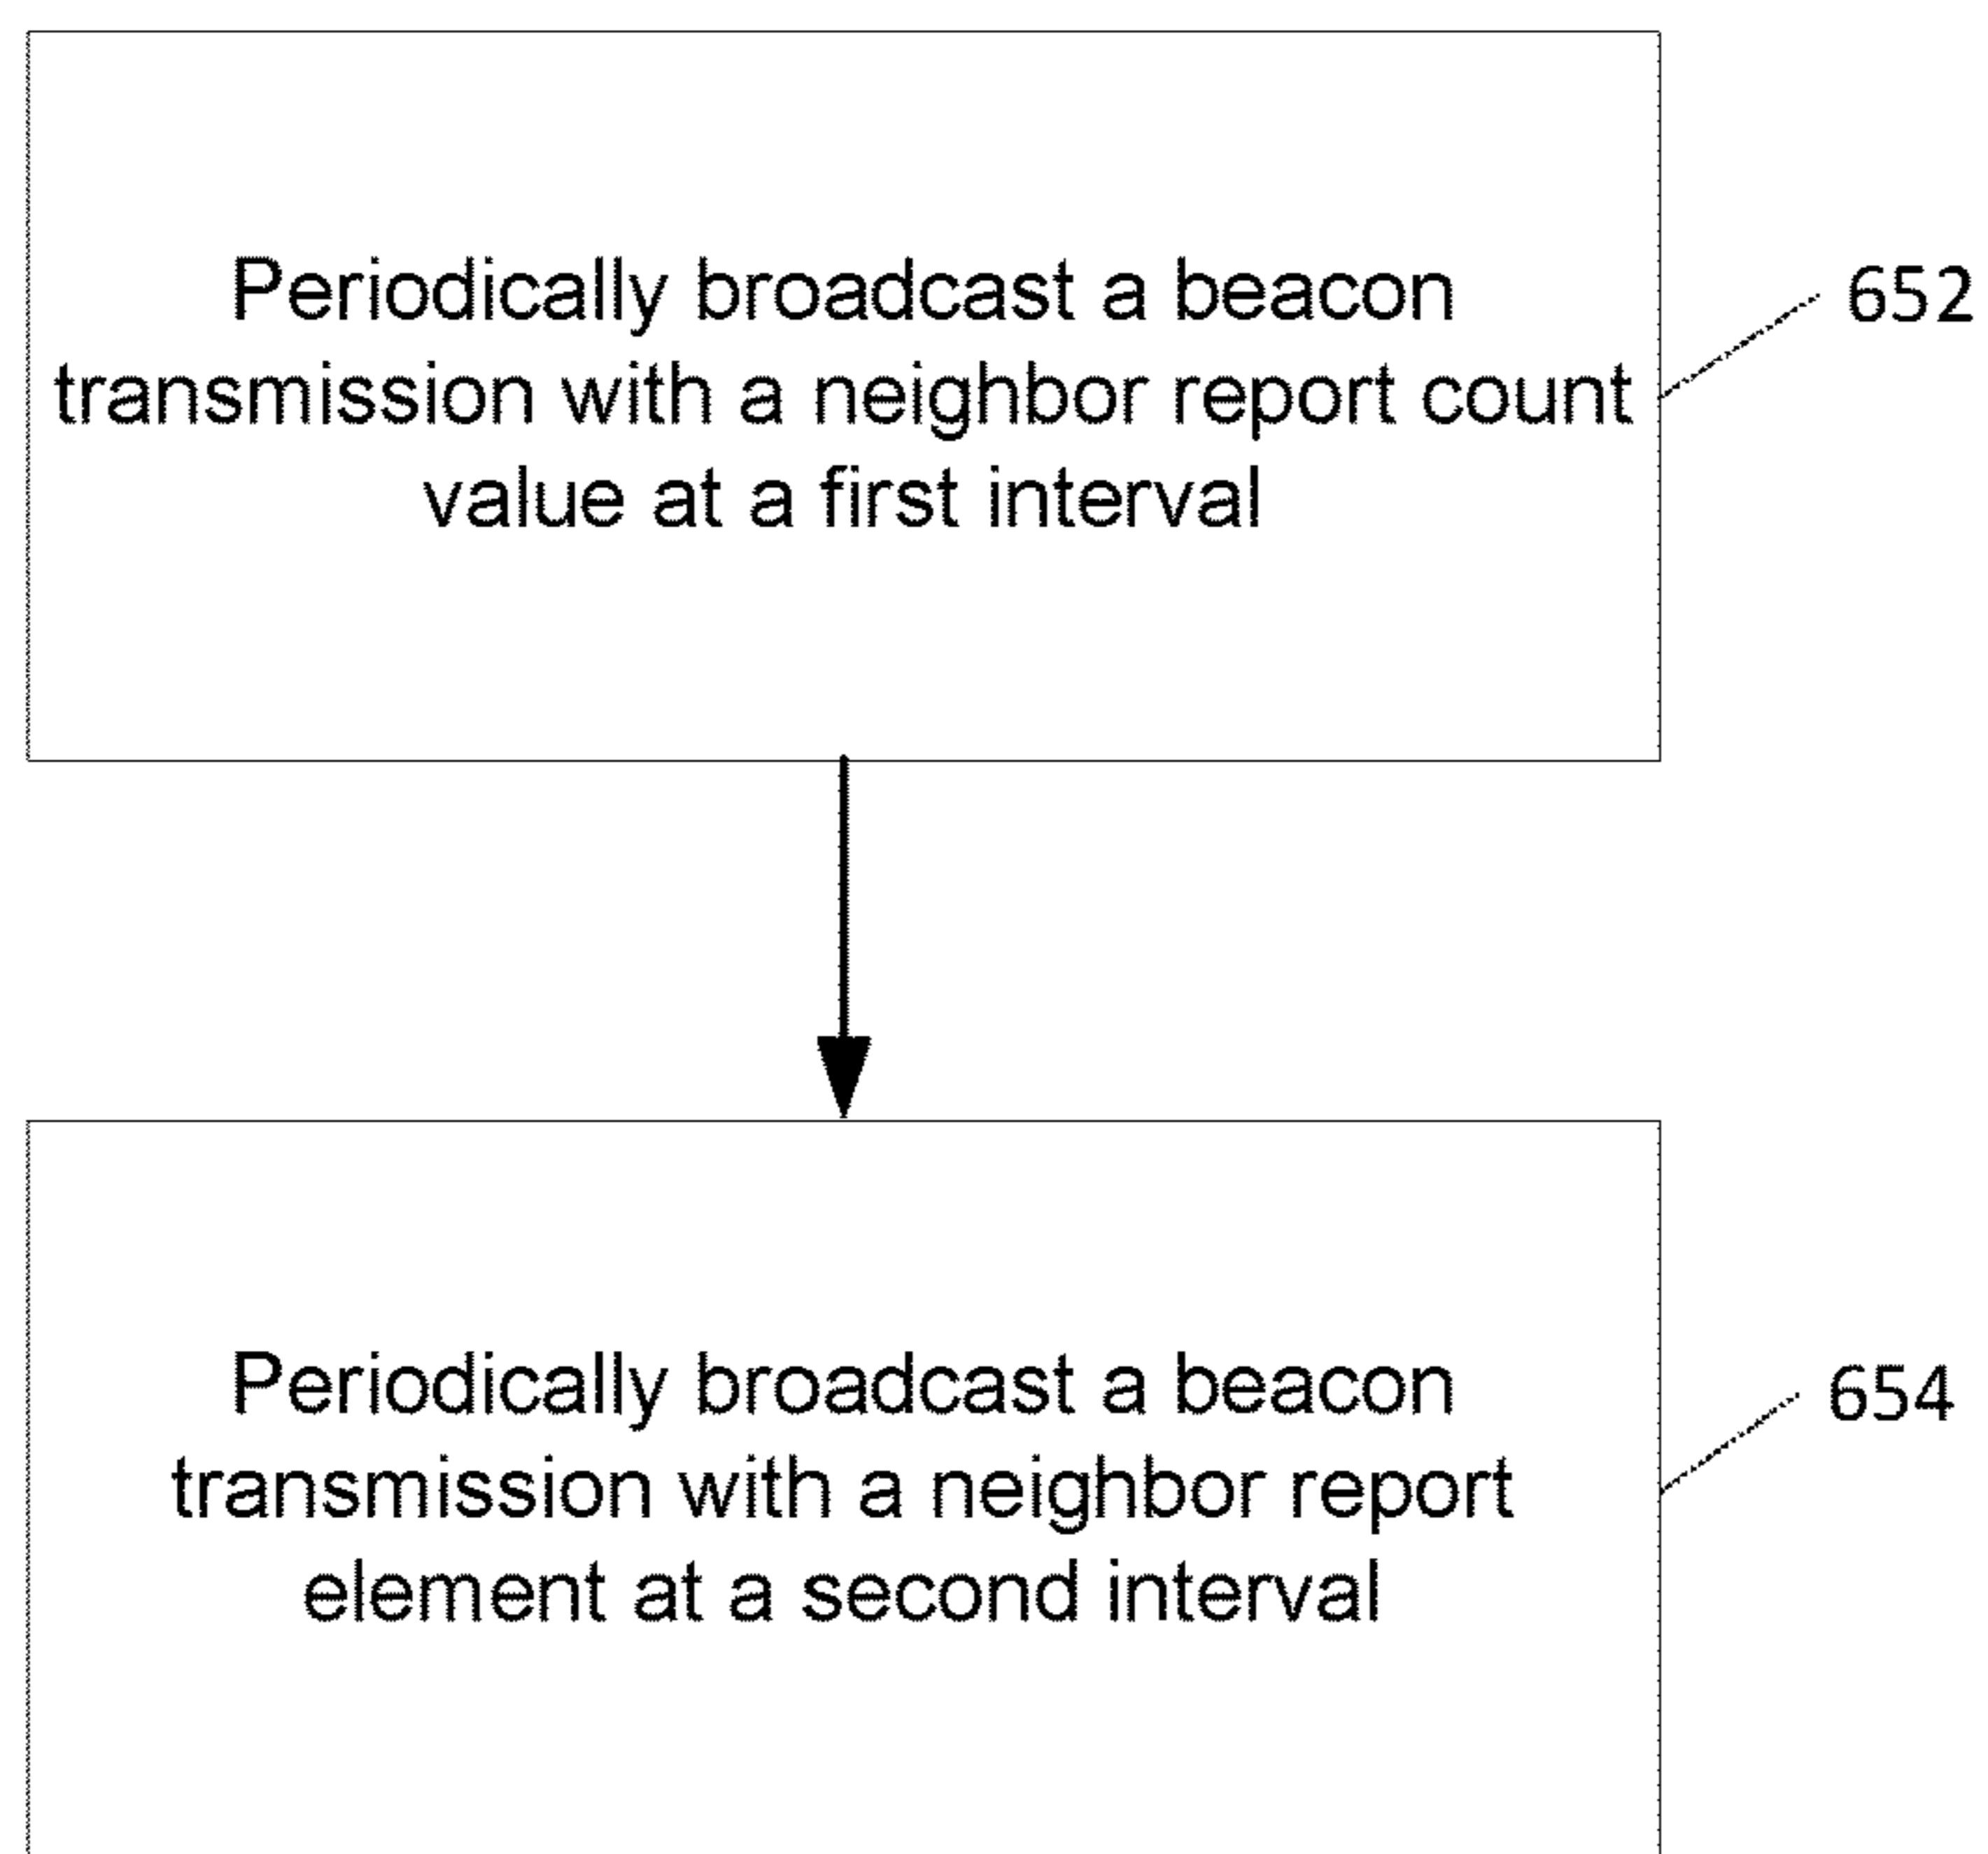 Periodically broadcast a beacon
transmission with a neighbor report count
value at a first interval
652
Periodically broadcast a beacon
transmission with a neighbor report
element at a second interval
654